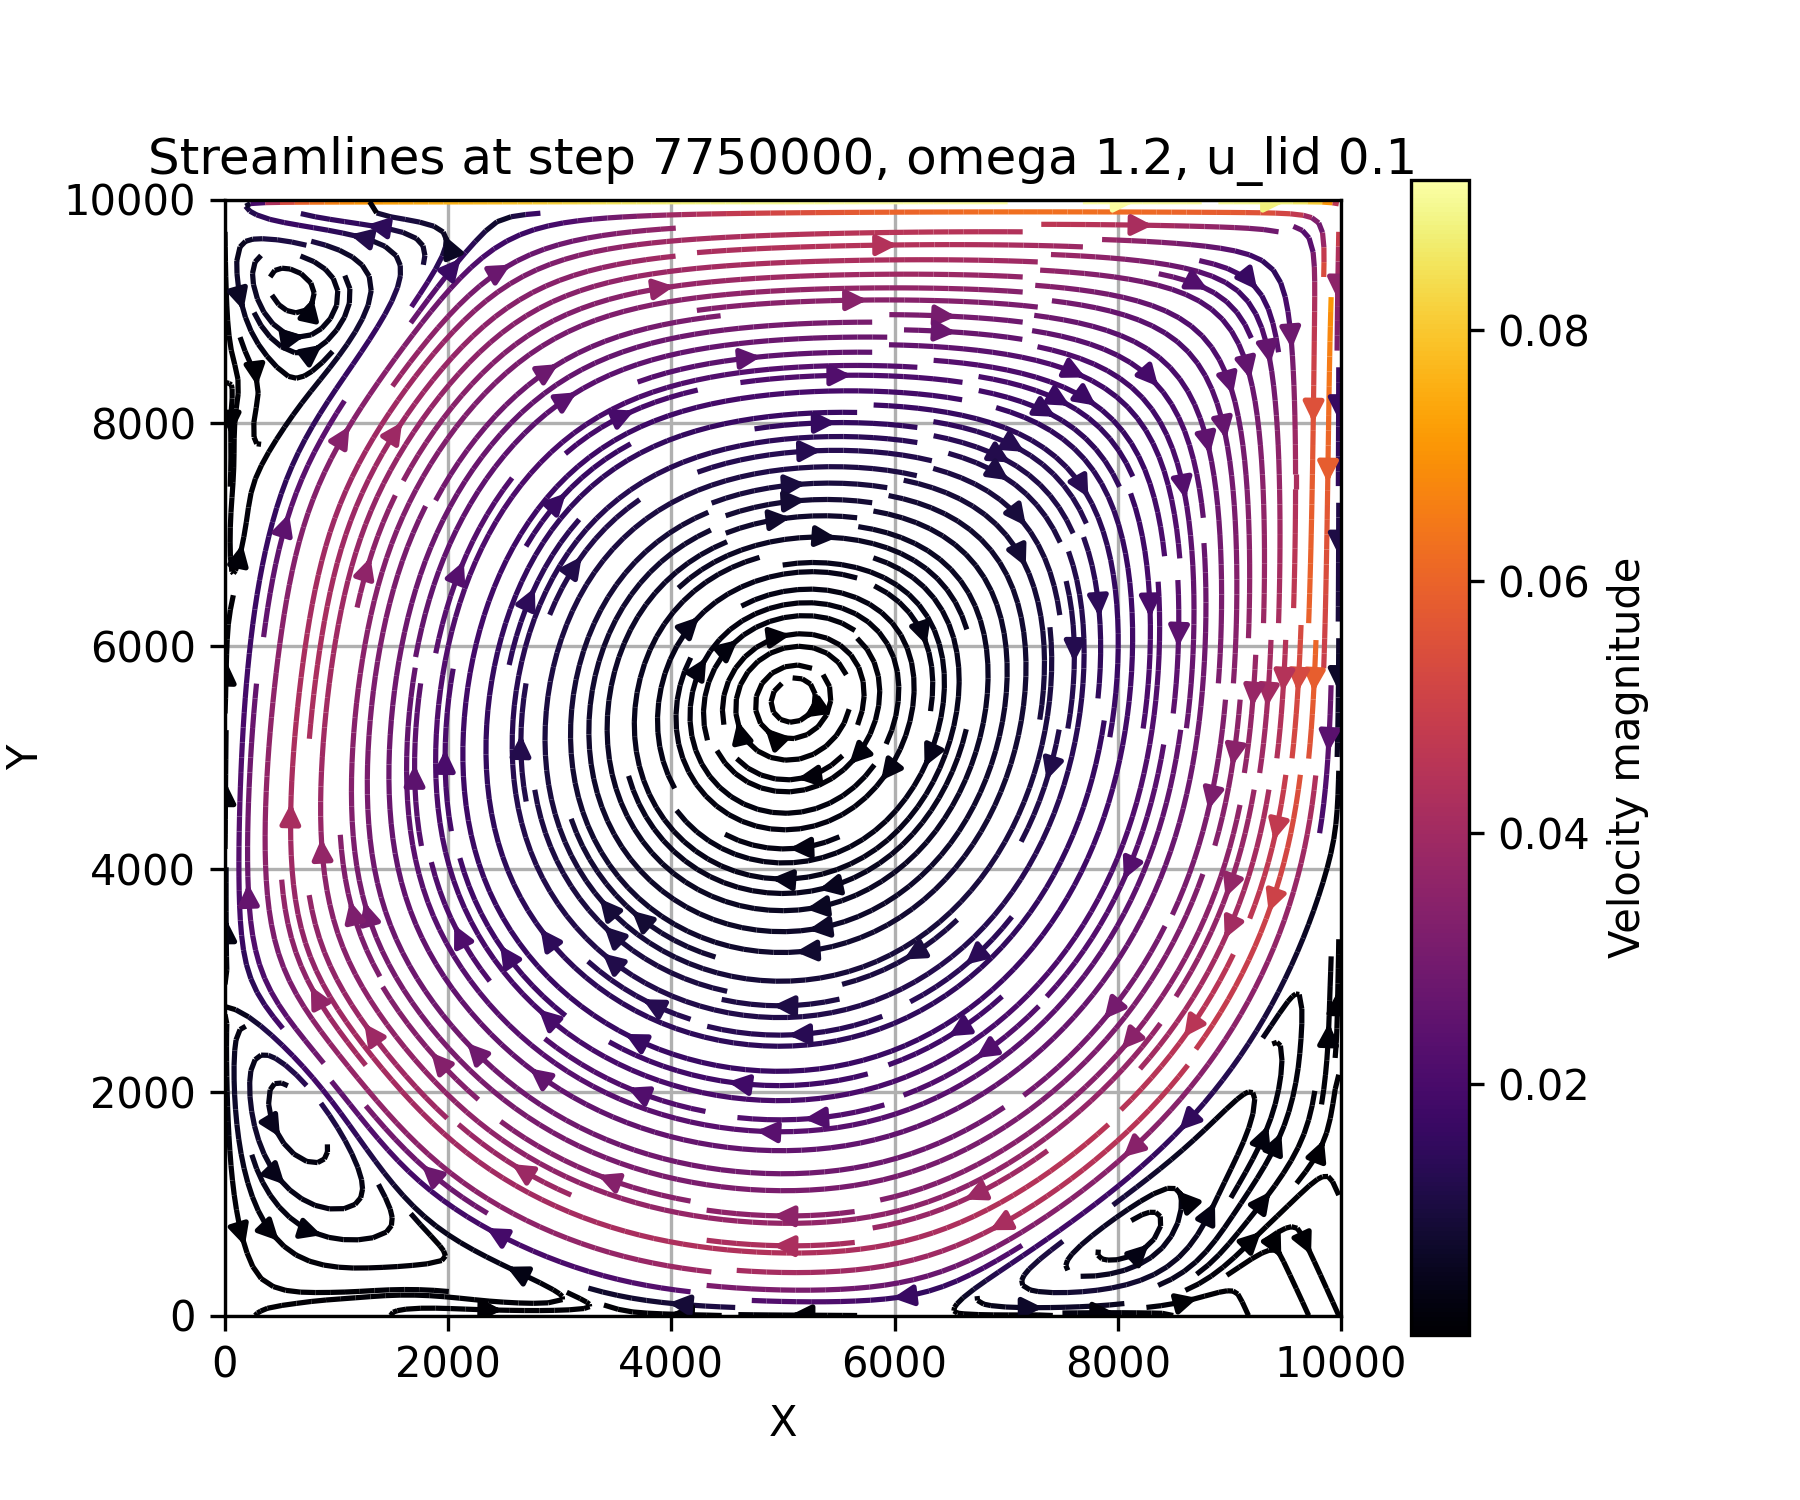 Streamlines at step 7750000, omega 1.2, u_lid 0.1
10000
8000
6000
4000
2000
0
Y
0 2000 4000 6000 8000 10000
X
0.08
0.06
0.04
0.02
Velocity magnitude